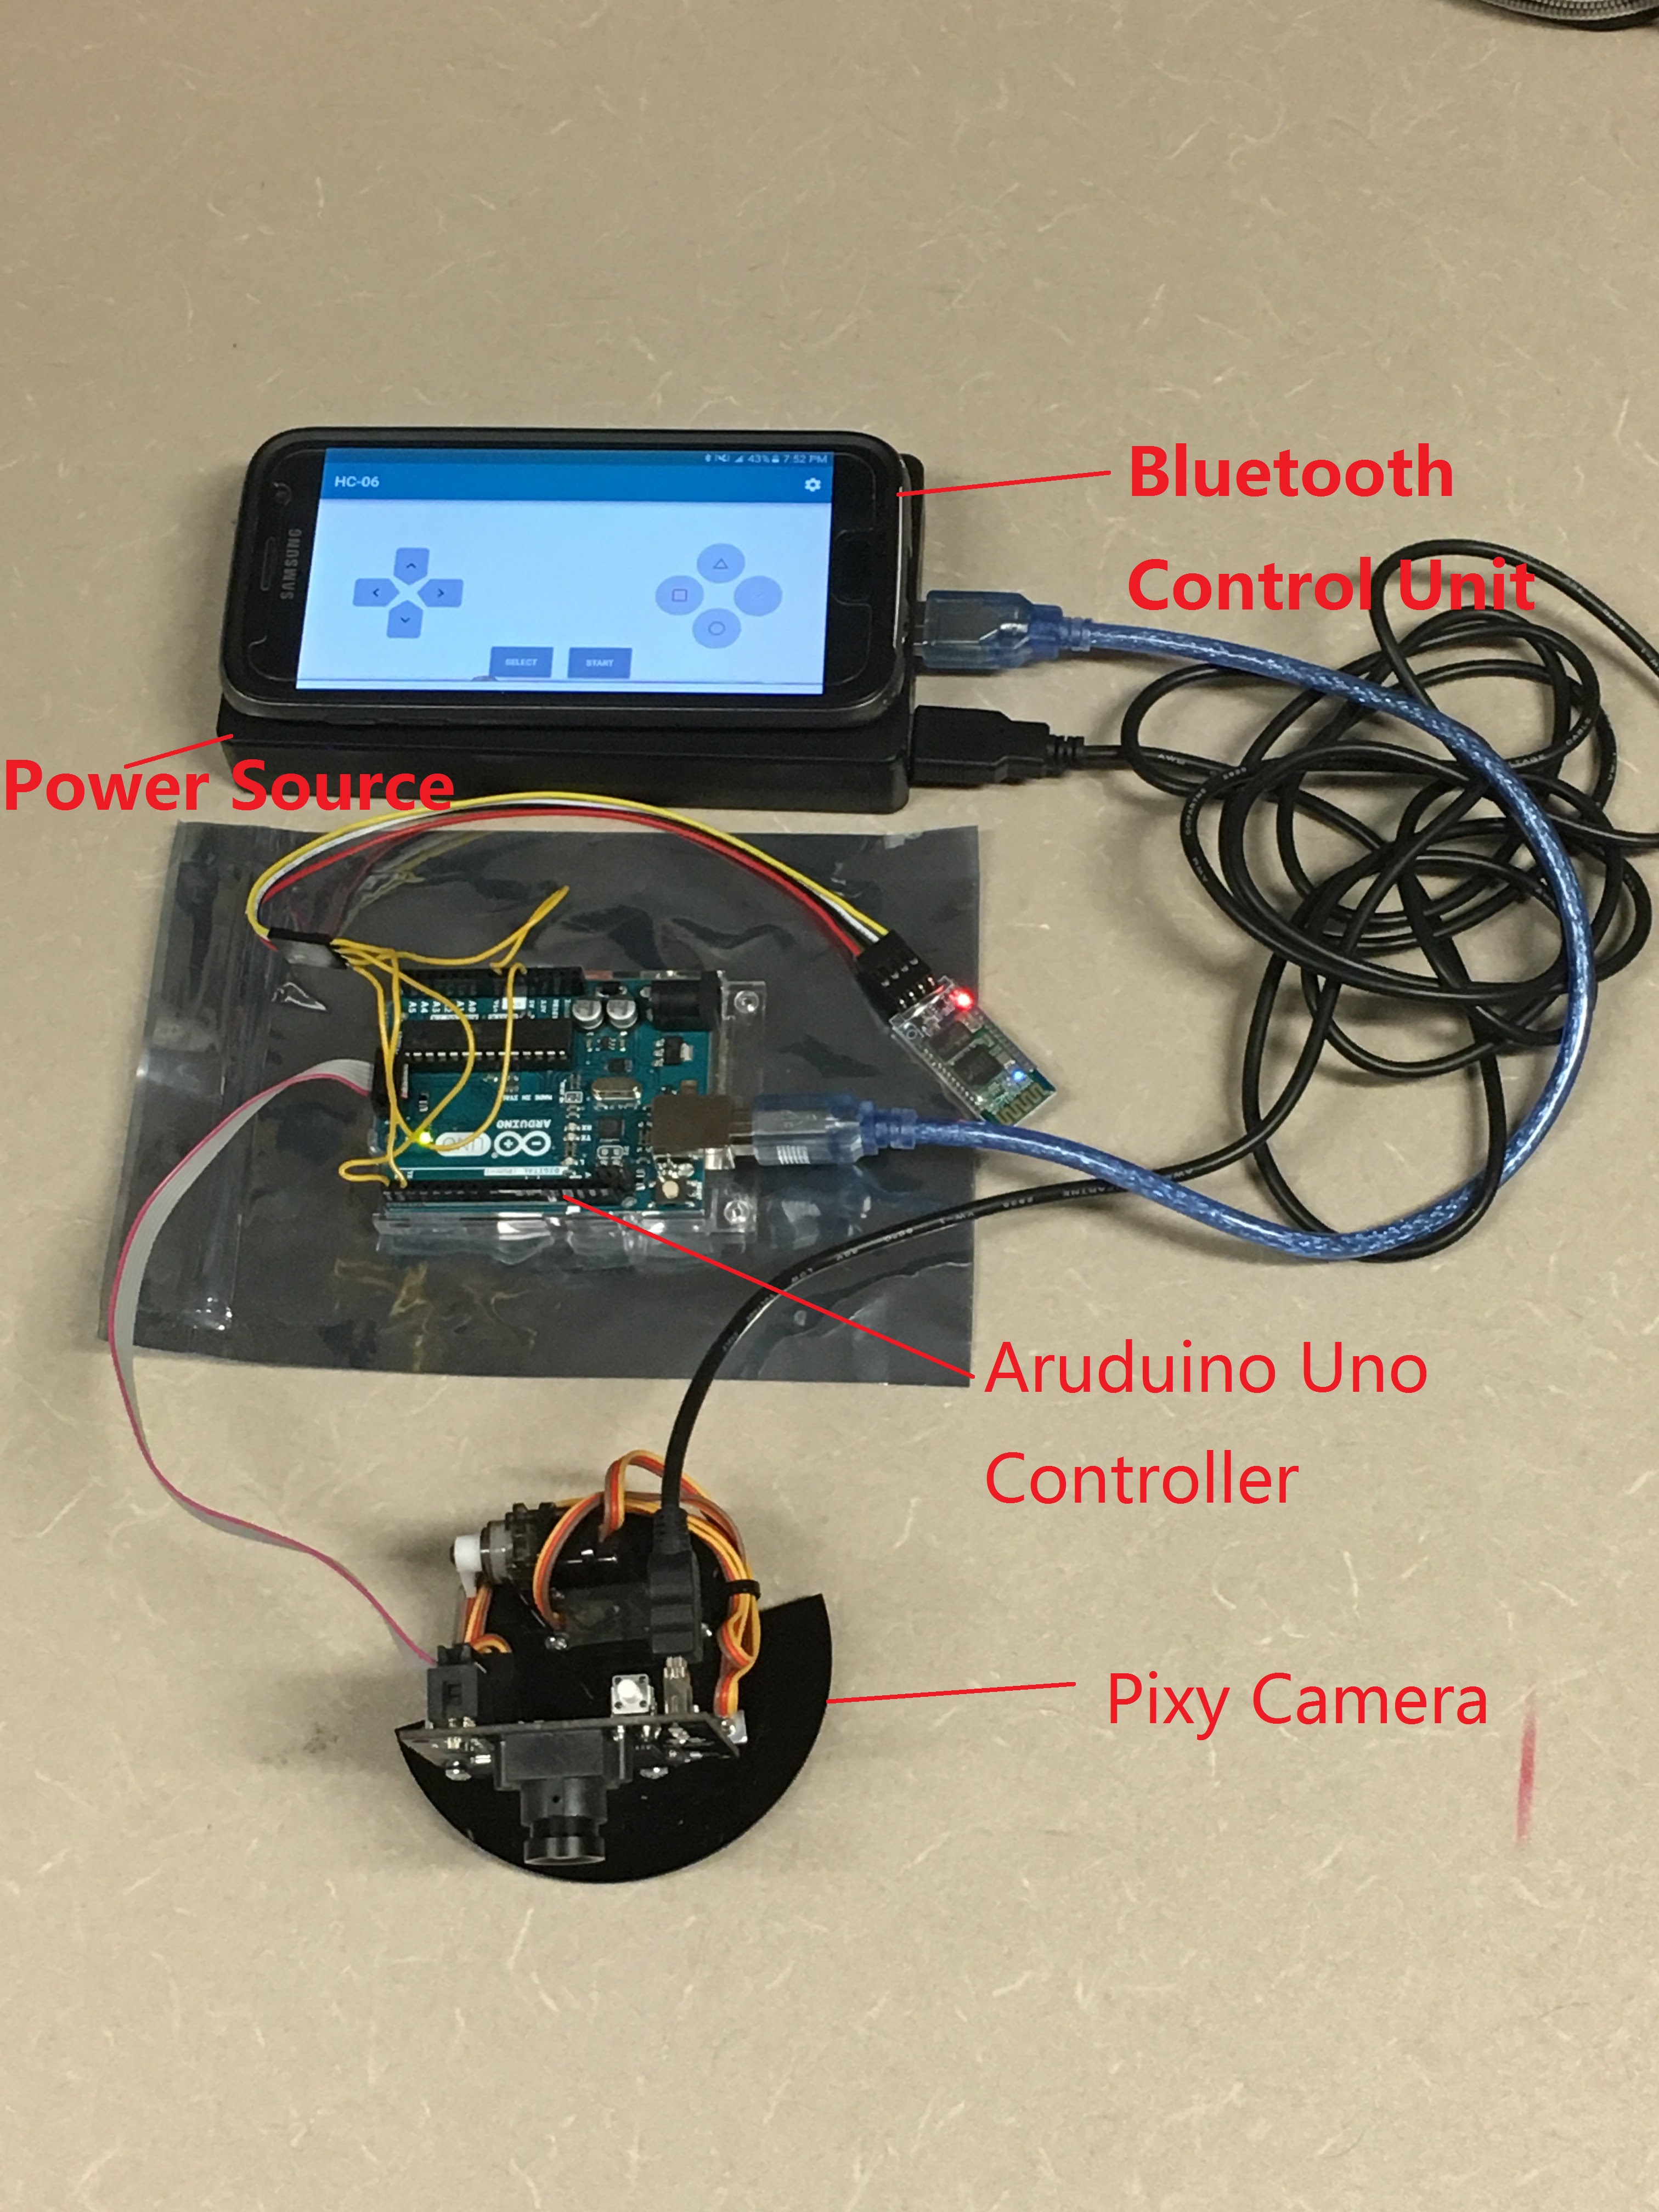 43% 7:52 PM
HC-06
SAMSUNG
SELECT
START
Bluetooth
Control Unit
Power Source
ARDUINO
UNO
Aruduino Uno
Controller
Pixy Camera